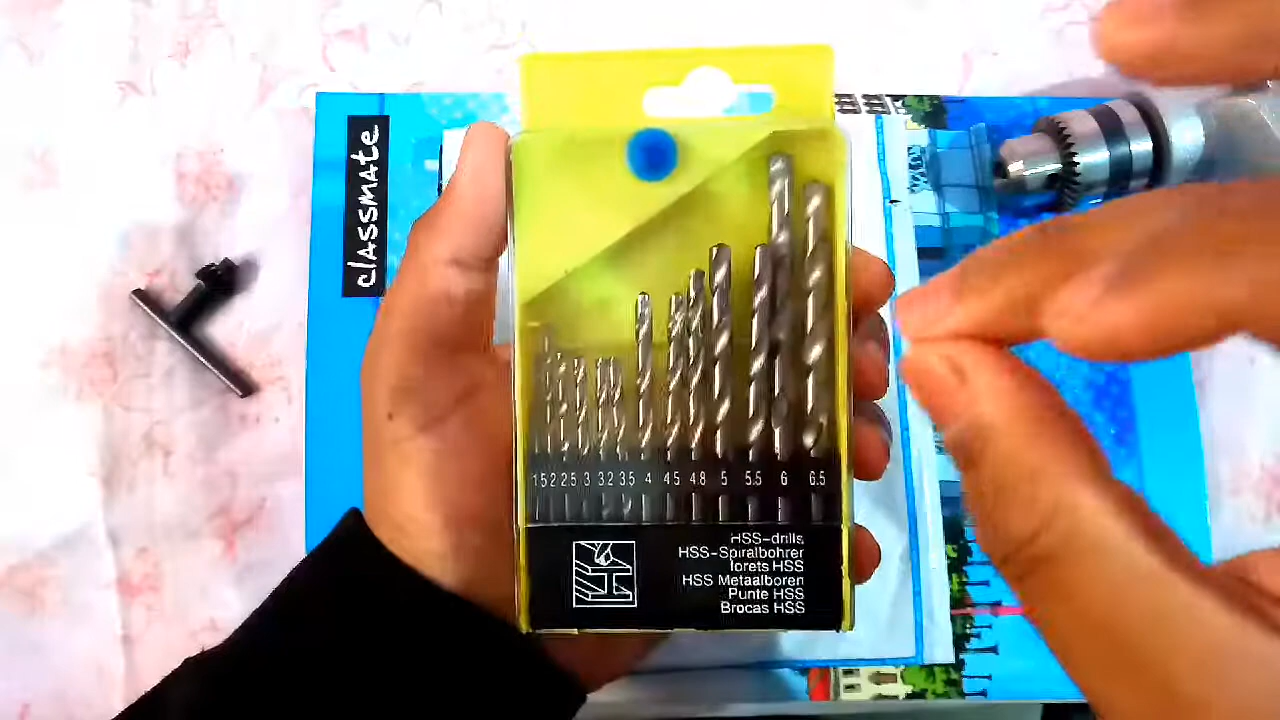 classmate
1.5 2 2.5 3 3.2 3.5 4 4.5 4.8 5 5.5 6 6.5
HSS-drills
HSS-Spiralbohrer
forets HSS
HSS Metaalboren
Punte HSS
Brocas HSS